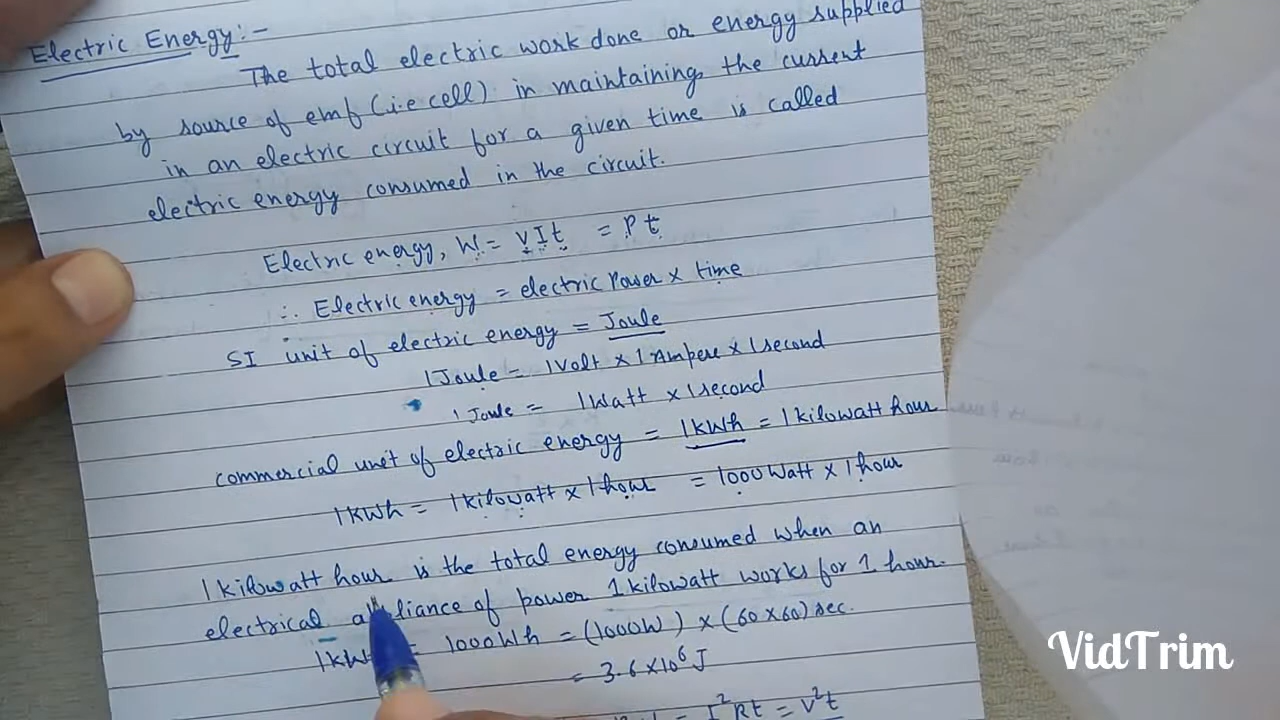 Electric Energy:-
The total electric work done or energy supplied
by source of emf (i.e cell) in maintaining the current
in an electric circuit for a given time is called
electric energy consumed in the circuit.
Electric energy, W = VIt = Pt
∴ Electric energy = electric Power × time
SI unit of electric energy = Joule
1 Joule = 1 Volt × 1 Ampere × 1 second
1 Joule = 1 Watt × 1 second
commercial unit of electric energy = 1 kWh = 1 kilowatt hour
1 kWh = 1 kilowatt × 1 hour = 1000 Watt × 1 hour
1 kilowatt hour is the total energy consumed when an
electrical appliance of power 1 kilowatt works for 1 hour.
1 kW = 1000 Wh = (1000W) × (60×60) sec.
= 3.6×10⁶ J
= I²Rt = V²t
VidTrim